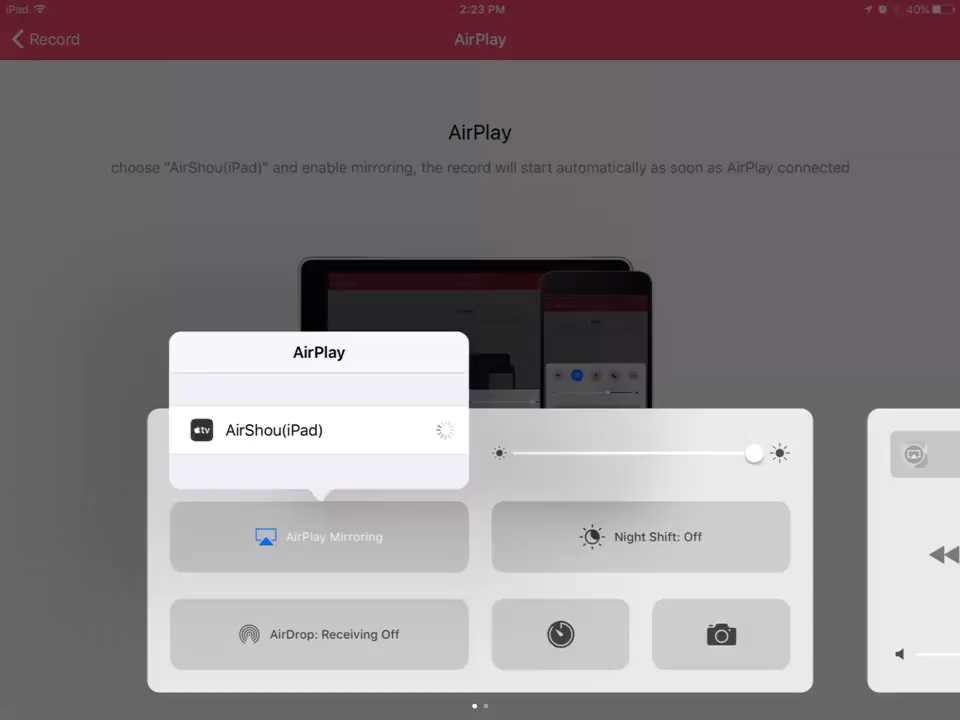 iPad
2:23 PM
40%
Record
AirPlay
AirPlay
choose "AirShou(iPad)" and enable mirroring, the record will start automatically as soon as AirPlay connected
AirPlay
tv
AirShou(iPad)
AirPlay Mirroring
Night Shift: Off
AirDrop: Receiving Off